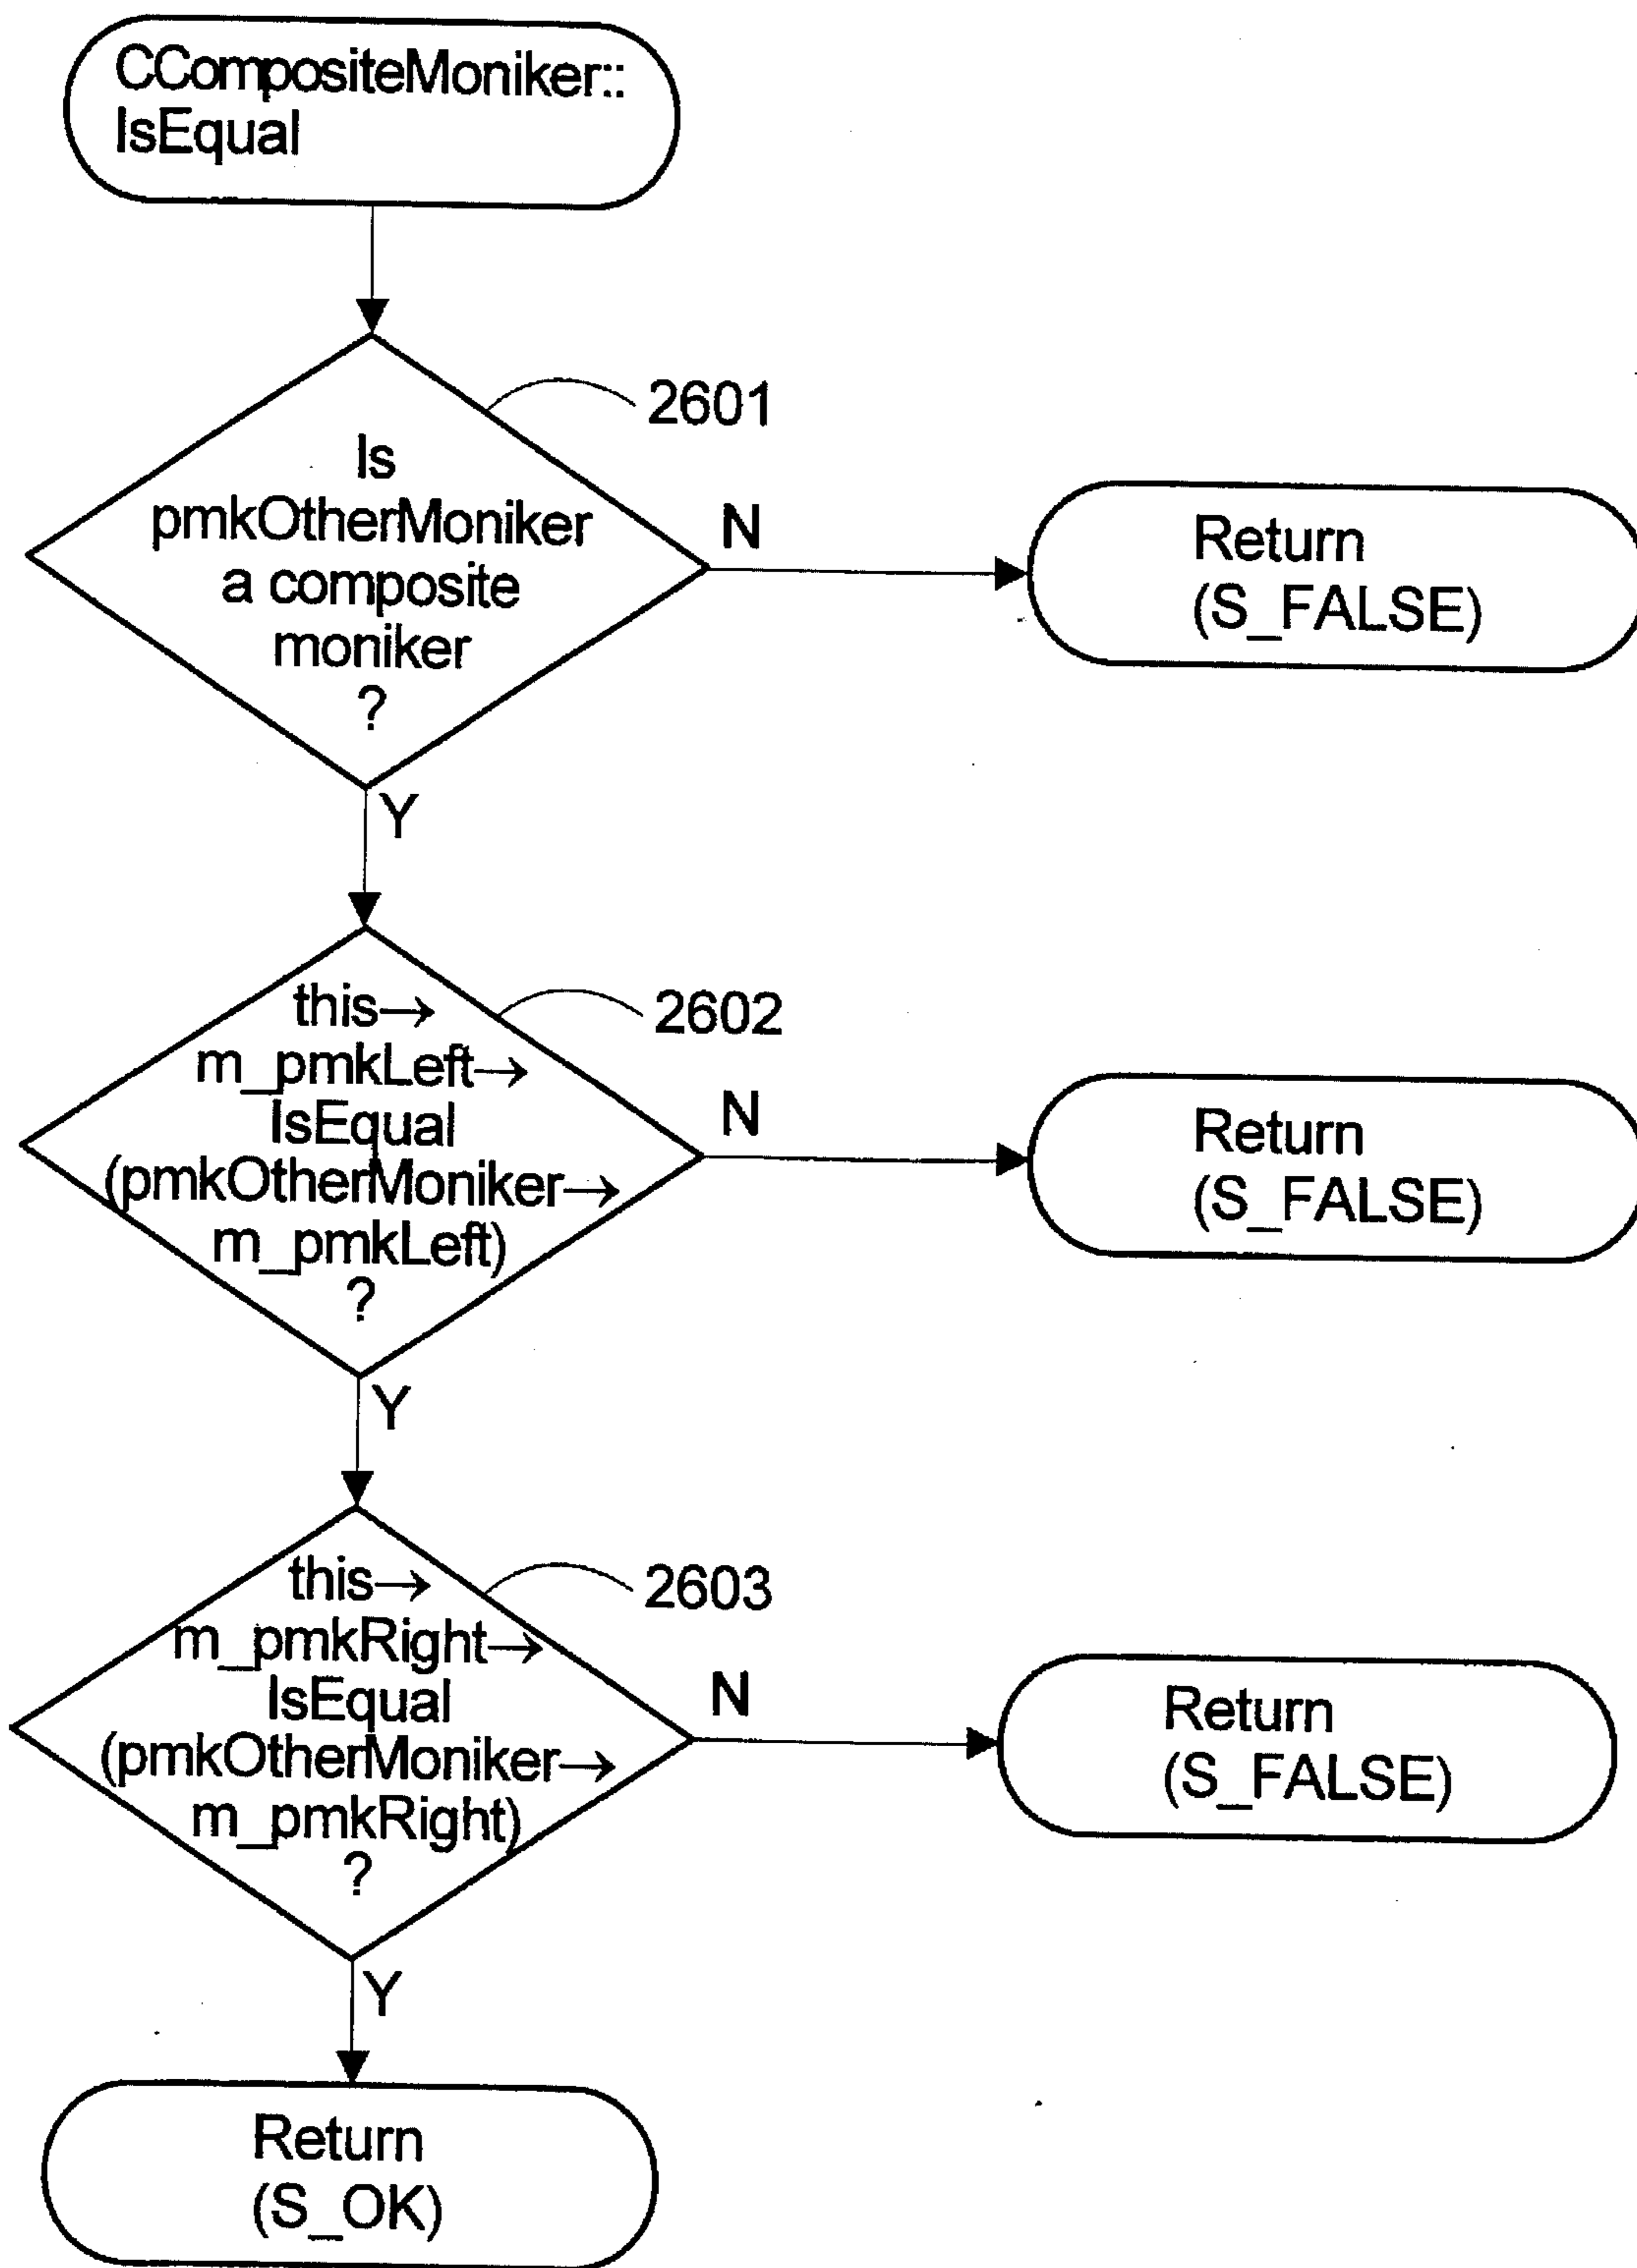 CCompositeMoniker::
IsEqual
2601
Is
pmkOtherMoniker
a composite
moniker
?
N
Return
(S_FALSE)
Y
this→
m_pmkLeft→
IsEqual
(pmkOtherMoniker→
m_pmkLeft)
?
2602
N
Return
(S_FALSE)
Y
this→
m_pmkRight→
IsEqual
(pmkOtherMoniker→
m_pmkRight)
?
2603
N
Return
(S_FALSE)
Y
Return
(S_OK)